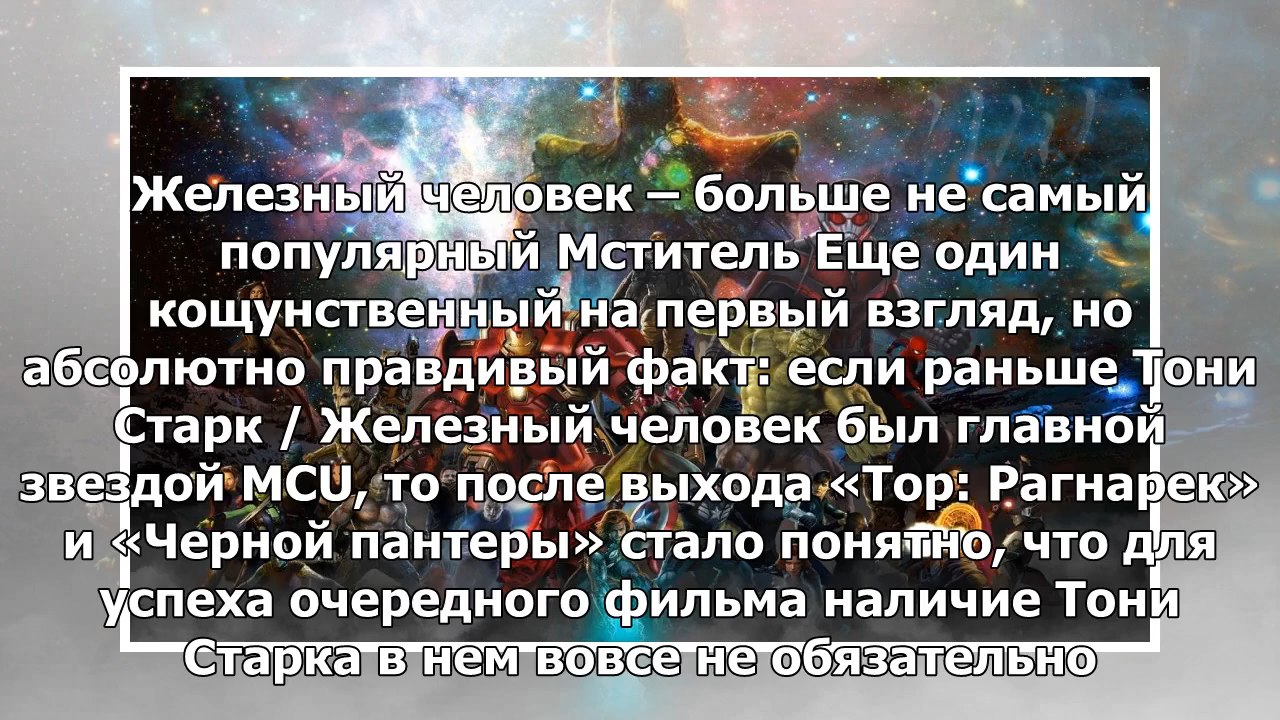 Железный человек – больше не самый
популярный Мститель Еще один
кощунственный на первый взгляд, но
абсолютно правдивый факт: если раньше Тони
Старк / Железный человек был главной
звездой MCU, то после выхода «Тор: Рагнарек»
и «Черной пантеры» стало понятно, что для
успеха очередного фильма наличие Тони
Старка в нем вовсе не обязательно